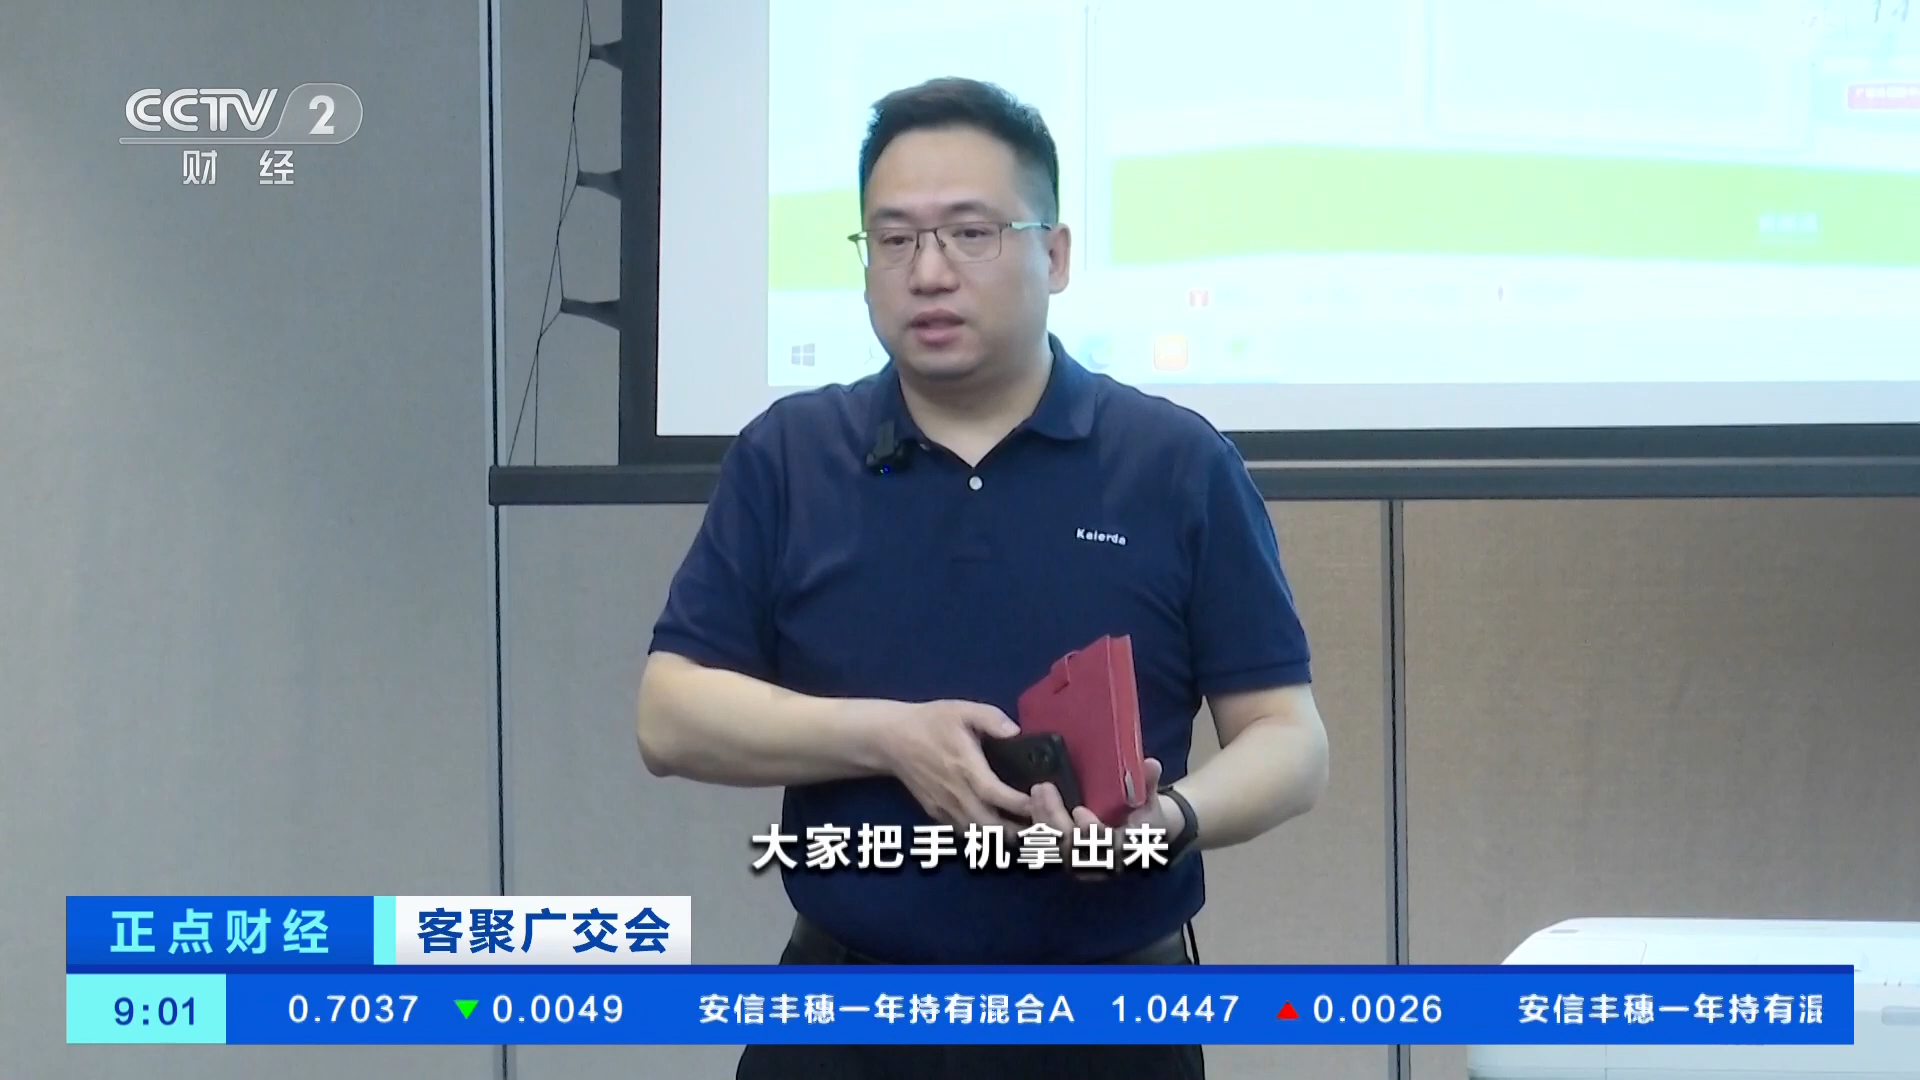 CCTV 2
财经
Kaierda
大家把手机拿出来
正点财经 客聚广交会
9:01 0.7037 ▼0.0049 安信丰穗一年持有混合A 1.0447 ▲0.0026 安信丰穗一年持有混